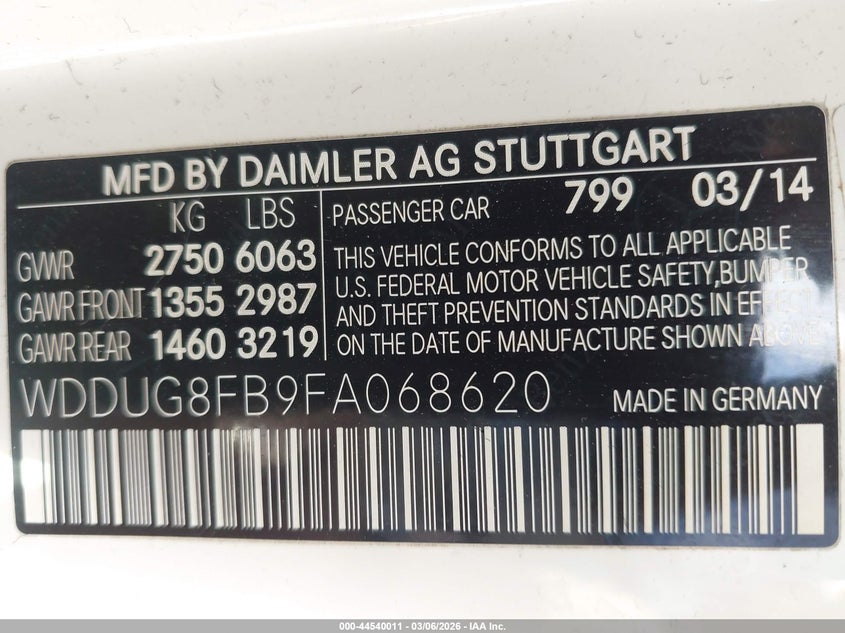 MFD BY DAIMLER AG STUTTGART
KG LBS
GVWR 2750 6063
GAWR FRONT 1355 2987
GAWR REAR 1460 3219
PASSENGER CAR 799 03/14
THIS VEHICLE CONFORMS TO ALL APPLICABLE
U.S. FEDERAL MOTOR VEHICLE SAFETY,BUMPER
AND THEFT PREVENTION STANDARDS IN EFFECT
ON THE DATE OF MANUFACTURE SHOWN ABOVE
WDDUG8FB9FA068620 MADE IN GERMANY
000-44540011 - 03/06/2026 - IAA Inc.